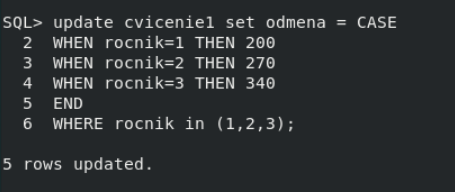 SQL> update cvicenie1 set odmena = CASE
2 WHEN rocnik=1 THEN 200
3 WHEN rocnik=2 THEN 270
4 WHEN rocnik=3 THEN 340
5 END
6 WHERE rocnik in (1,2,3);
5 rows updated.